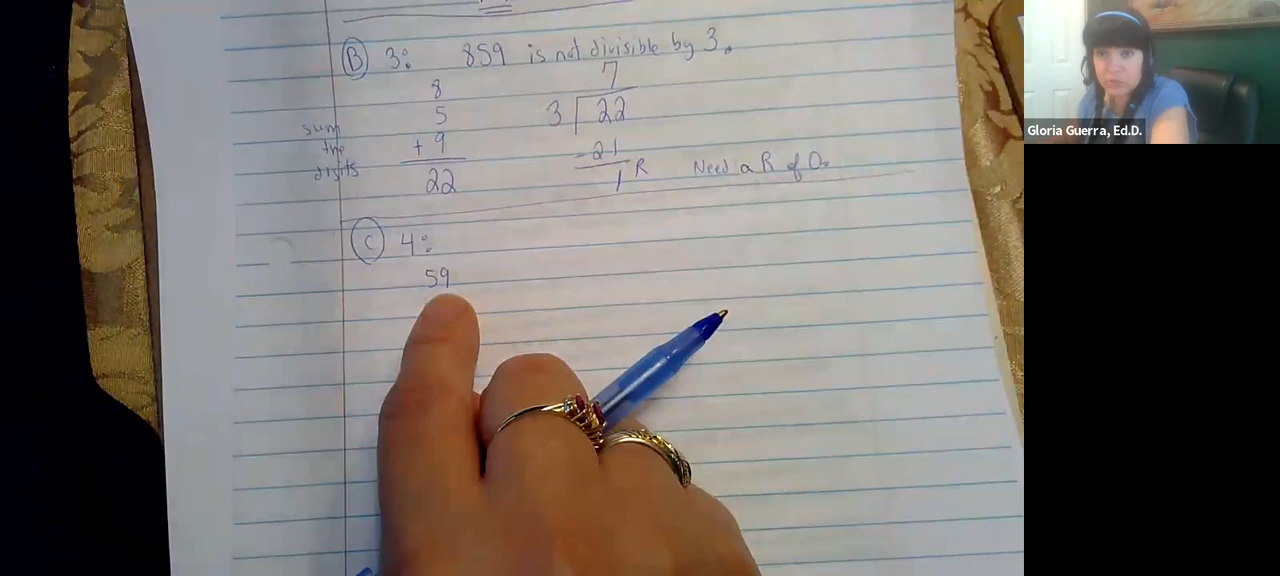 B 3: 859 is not divisible by 3.
8
5
+ 9
22
sum
the
digits
7
3 22
-21
1 R
Need a R of 0.
C 4:
59
Gloria Guerra, Ed.D.